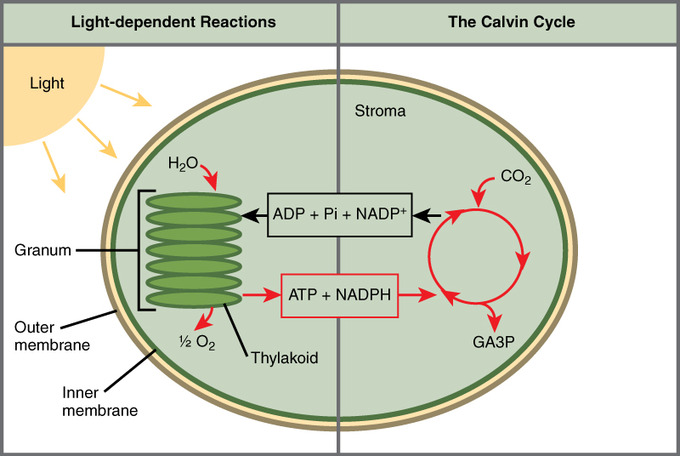 Light-dependent Reactions
The Calvin Cycle
Light
Stroma
H₂O
CO₂
ADP + Pi + NADP⁺
Granum
ATP + NADPH
Outer
membrane
½ O₂
GA3P
Thylakoid
Inner
membrane